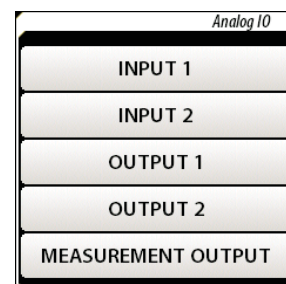 Analog IO
INPUT 1
INPUT 2
OUTPUT 1
OUTPUT 2
MEASUREMENT OUTPUT